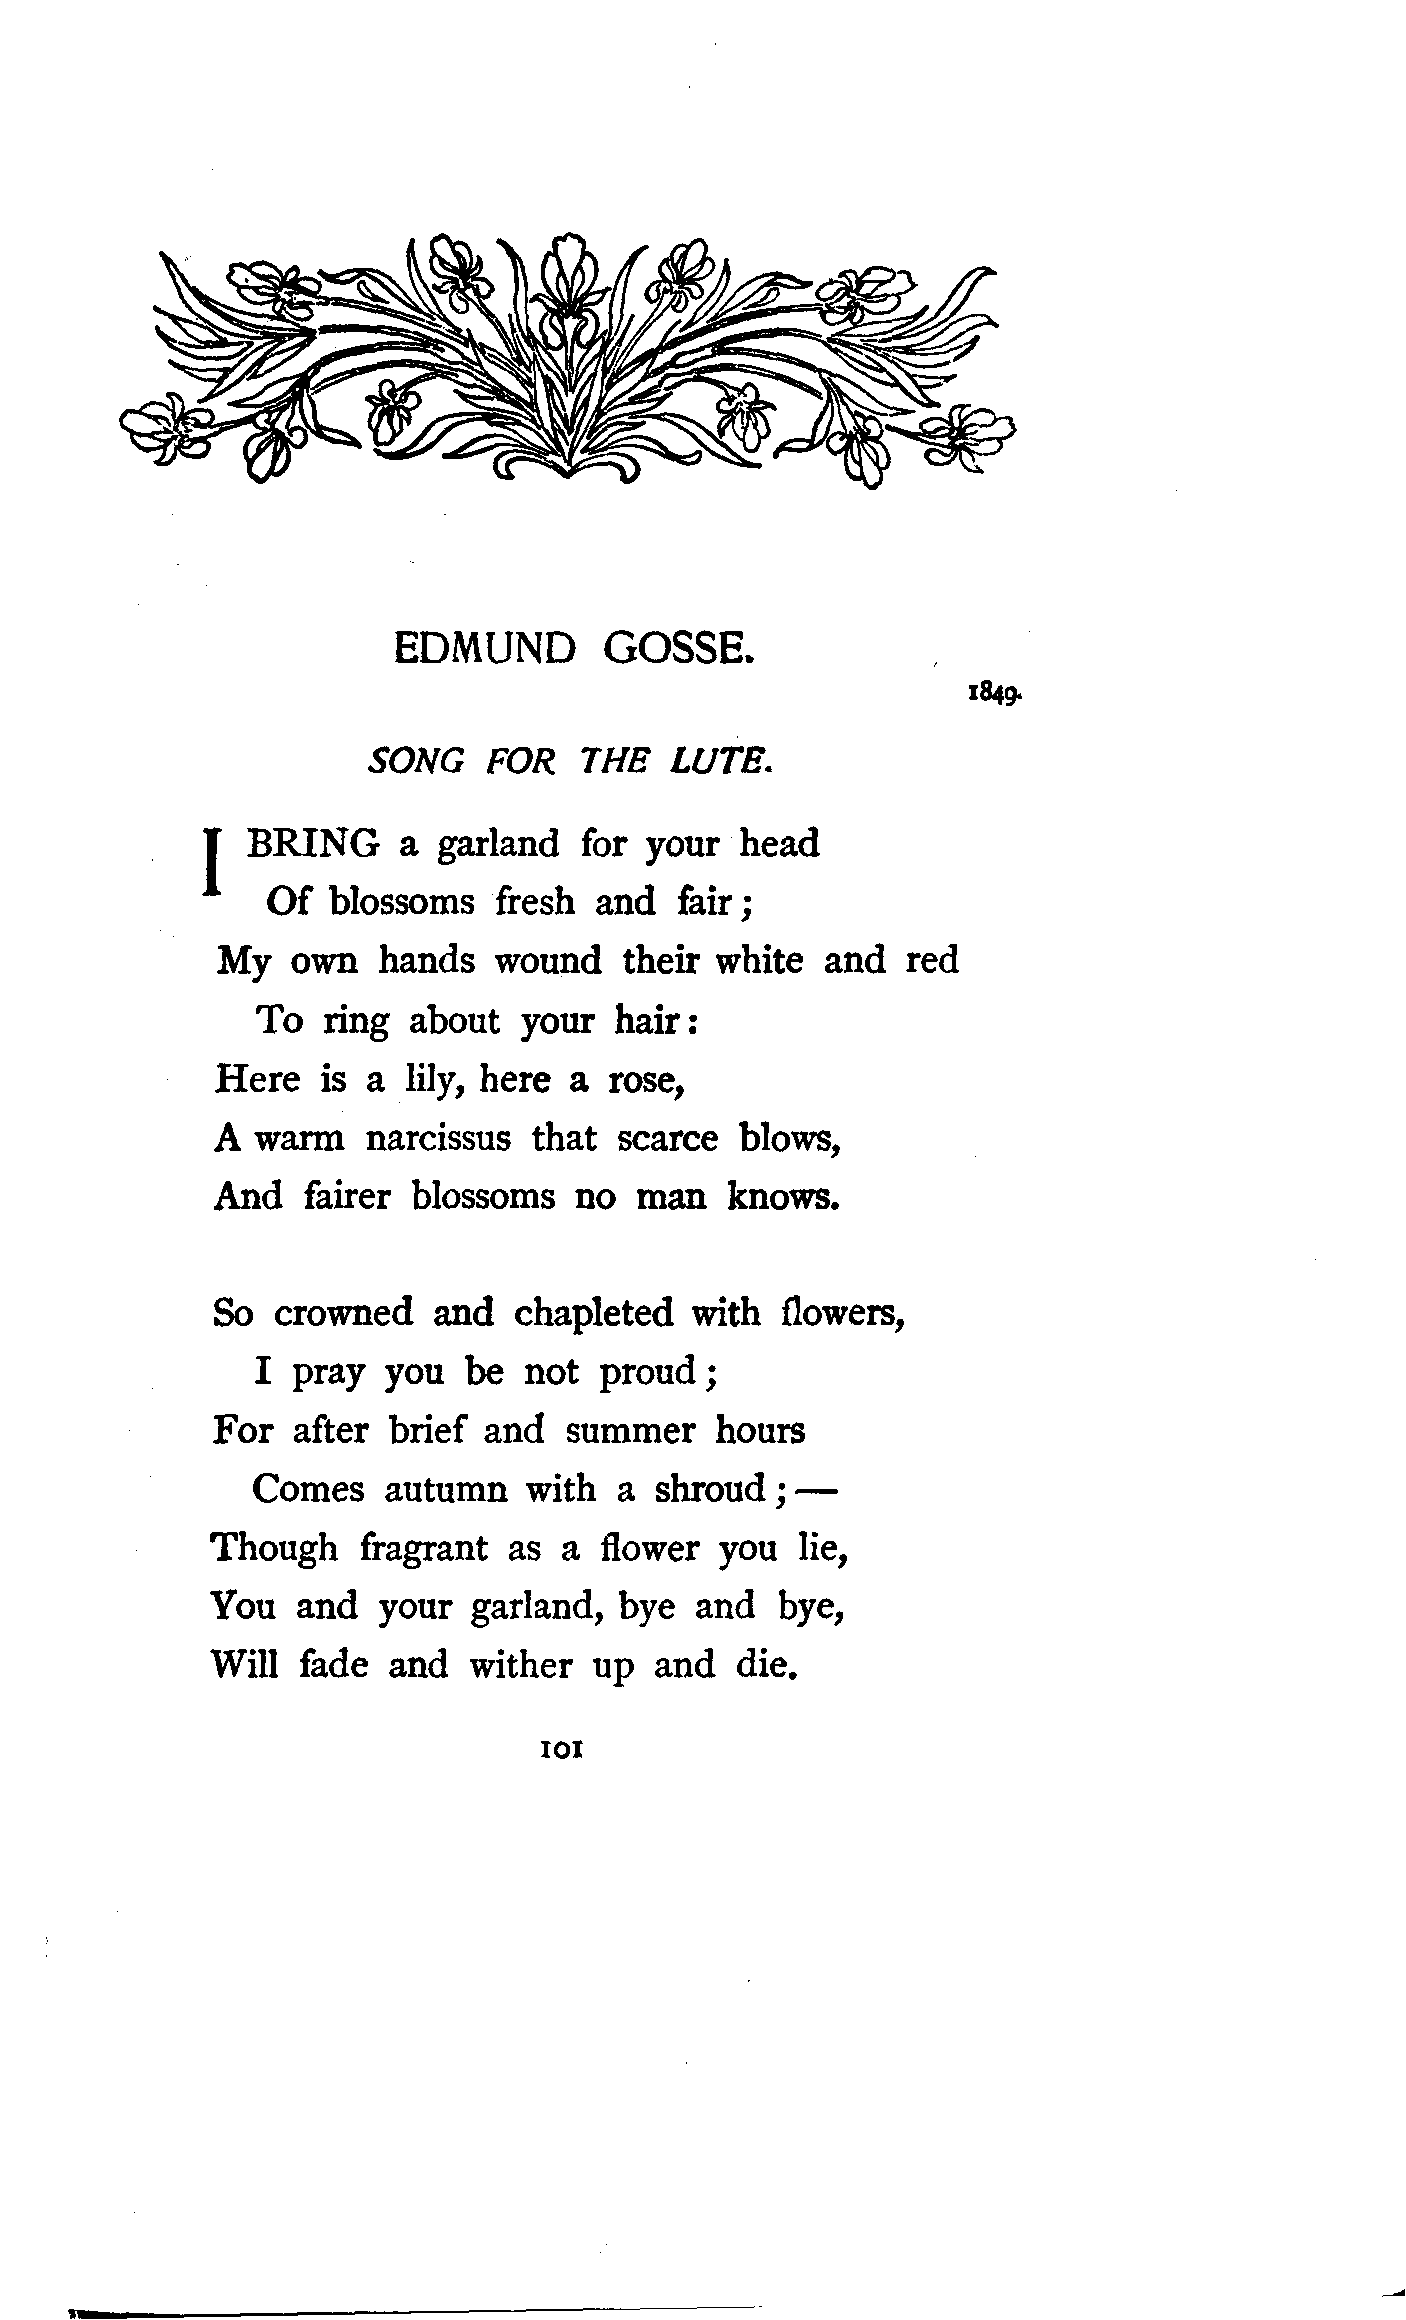 EDMUND GOSSE.
1849.
SONG FOR THE LUTE.
I BRING a garland for your head
Of blossoms fresh and fair;
My own hands wound their white and red
To ring about your hair:
Here is a lily, here a rose,
A warm narcissus that scarce blows,
And fairer blossoms no man knows.
So crowned and chapleted with flowers,
I pray you be not proud;
For after brief and summer hours
Comes autumn with a shroud;—
Though fragrant as a flower you lie,
You and your garland, bye and bye,
Will fade and wither up and die.
101